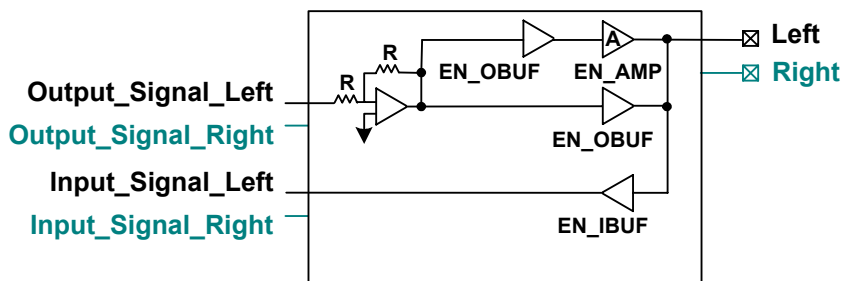 Left
R
A
R
EN_OBUF
EN_AMP
Right
Output_Signal_Left
Output_Signal_Right
EN_OBUF
Input_Signal_Left
Input_Signal_Right
EN_IBUF